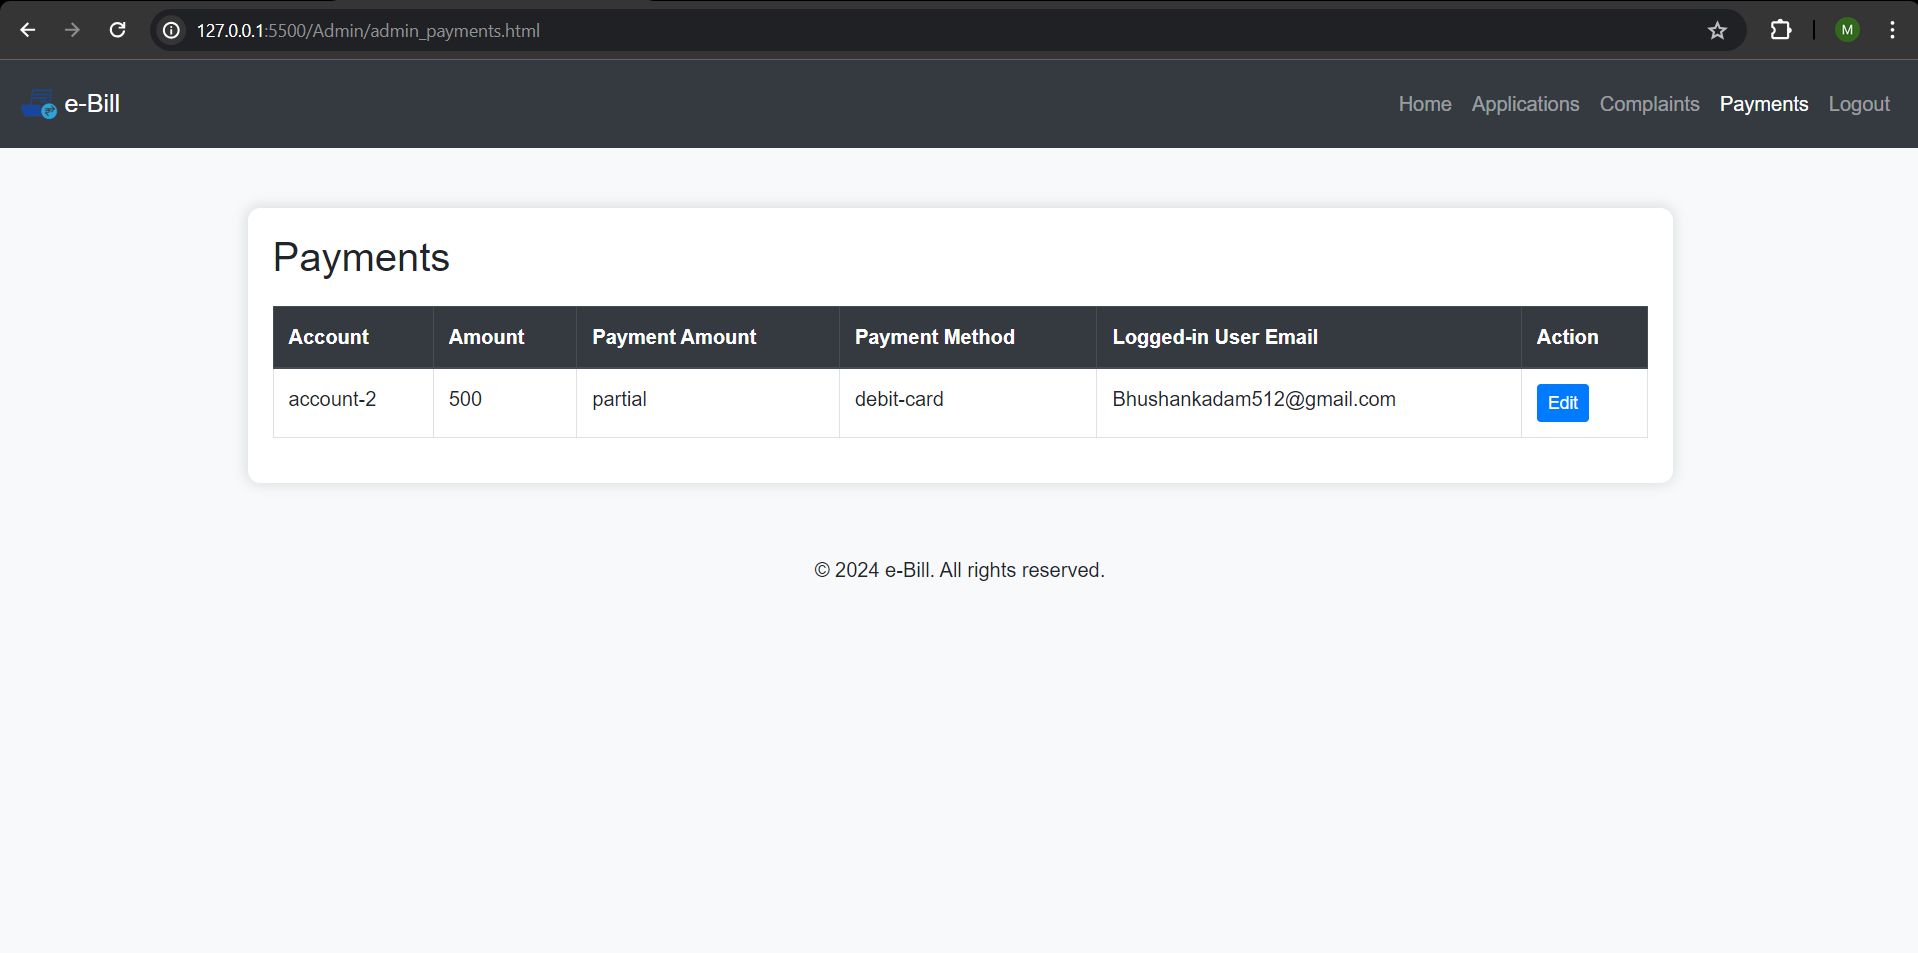 127.0.0.1:5500/Admin/admin_payments.html
M
e-Bill
Home Applications Complaints Payments Logout
Payments
Account Amount Payment Amount Payment Method Logged-in User Email Action
account-2 500 partial debit-card Bhushankadam512@gmail.com Edit
© 2024 e-Bill. All rights reserved.